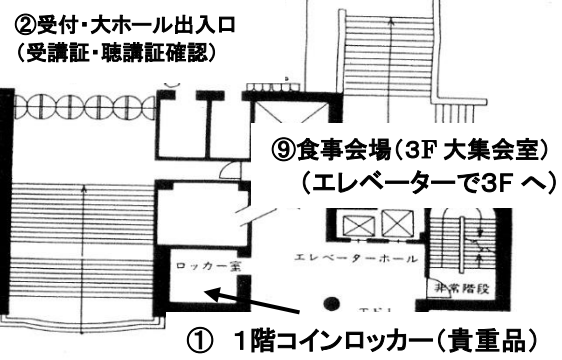 ②受付・大ホール出入口
（受講証・聴講証確認）
⑨食事会場（３F 大集会室）
（エレベーターで３F へ）
エレベーターホール
ロッカー室
非常階段
① １階コインロッカー（貴重品）